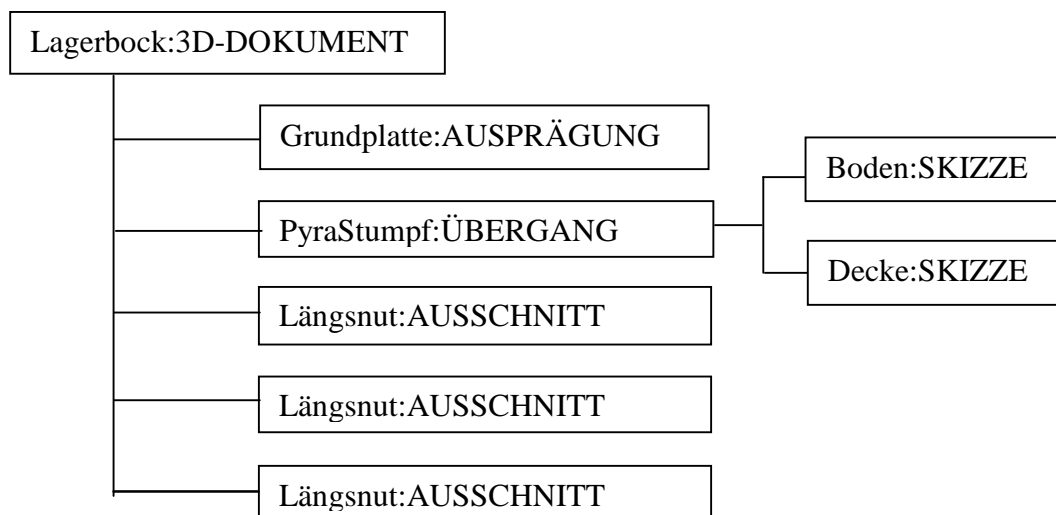 Lagerbock:3D-DOKUMENT
Grundplatte:AUSPRÄGUNG
Boden:SKIZZE
PyraStumpf:ÜBERGANG
Decke:SKIZZE
Längsnut:AUSSCHNITT
Längsnut:AUSSCHNITT
Längsnut:AUSSCHNITT